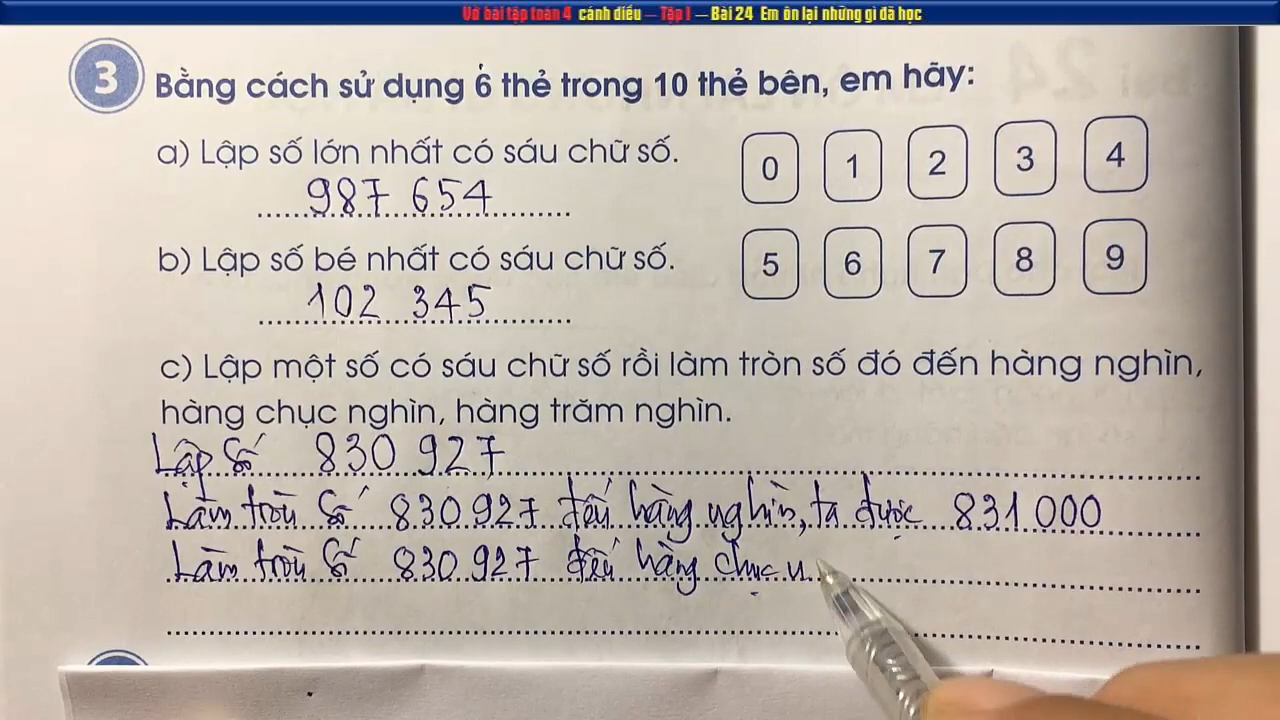 Vở bài tập toán 4 cánh diều – Tập 1 – Bài 24 Em ôn lại những gì đã học
3 Bằng cách sử dụng 6 thẻ trong 10 thẻ bên, em hãy:
a) Lập số lớn nhất có sáu chữ số.
987 654
0 1 2 3 4
b) Lập số bé nhất có sáu chữ số.
102 345
5 6 7 8 9
c) Lập một số có sáu chữ số rồi làm tròn số đó đến hàng nghìn,
hàng chục nghìn, hàng trăm nghìn.
Lập số 830 927
Làm tròn số 830 927 đến hàng nghìn, ta được 831 000
Làm tròn số 830 927 đến hàng chục n